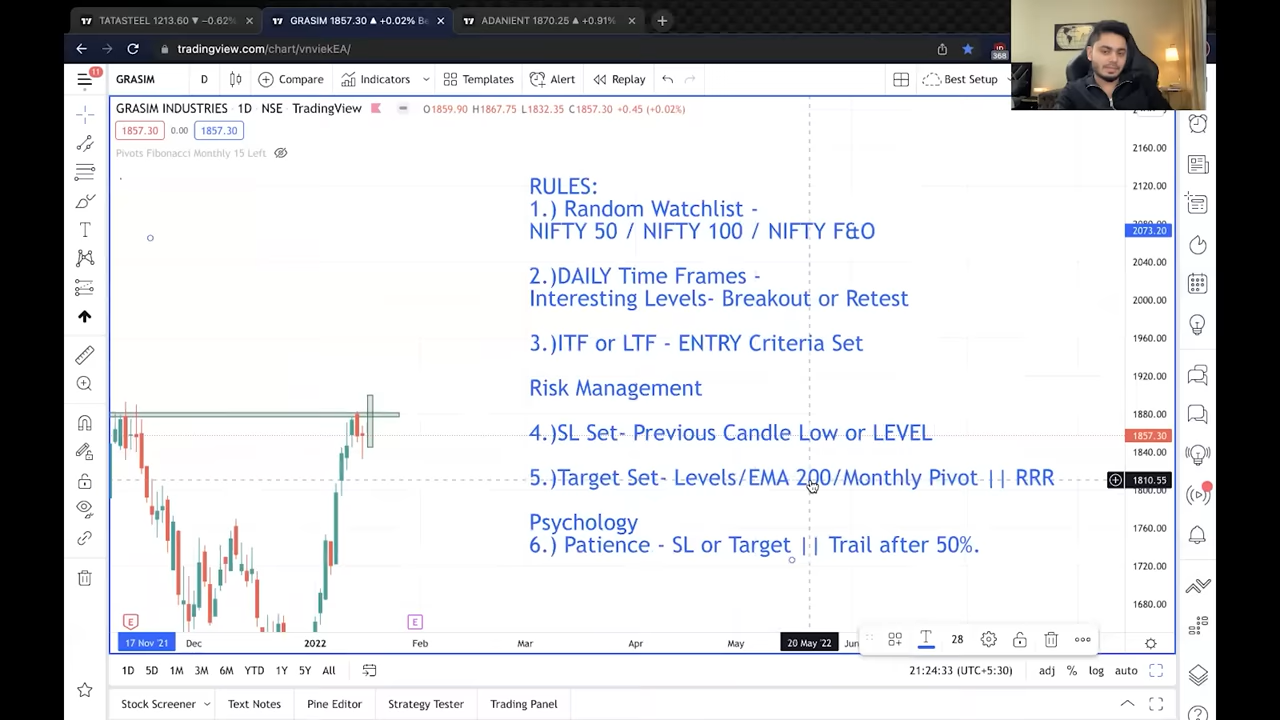 TATASTEEL 1213.60 ▼ −0.62%
GRASIM 1857.30 ▲ +0.02%
ADANIENT 1870.25 ▲ +0.91%
tradingview.com/chart/vnviekEA/
368
11
GRASIM
D
Compare
Indicators
Templates
Alert
Replay
Best Setup
GRASIM INDUSTRIES · 1D · NSE · TradingView
O1859.90 H1867.75 L1832.35 C1857.30 +0.45 (+0.02%)
1857.30 0.00 1857.30
Pivots Fibonacci Monthly 15 Left
RULES:
1.) Random Watchlist -
NIFTY 50 / NIFTY 100 / NIFTY F&O
2.)DAILY Time Frames -
Interesting Levels- Breakout or Retest
3.)ITF or LTF - ENTRY Criteria Set
Risk Management
4.)SL Set- Previous Candle Low or LEVEL
5.)Target Set- Levels/EMA 200/Monthly Pivot || RRR
Psychology
6.) Patience - SL or Target || Trail after 50%.
2160.00
2120.00
2073.20
2040.00
2000.00
1960.00
1920.00
1880.00
1857.30
1840.00
1810.55
1760.00
1720.00
1680.00
E
E
17 Nov '21 Dec 2022 Feb Mar Apr May 20 May '22
28
1D 5D 1M 3M 6M YTD 1Y 5Y All
21:24:33 (UTC+5:30)
adj % log auto
Stock Screener Text Notes Pine Editor Strategy Tester Trading Panel